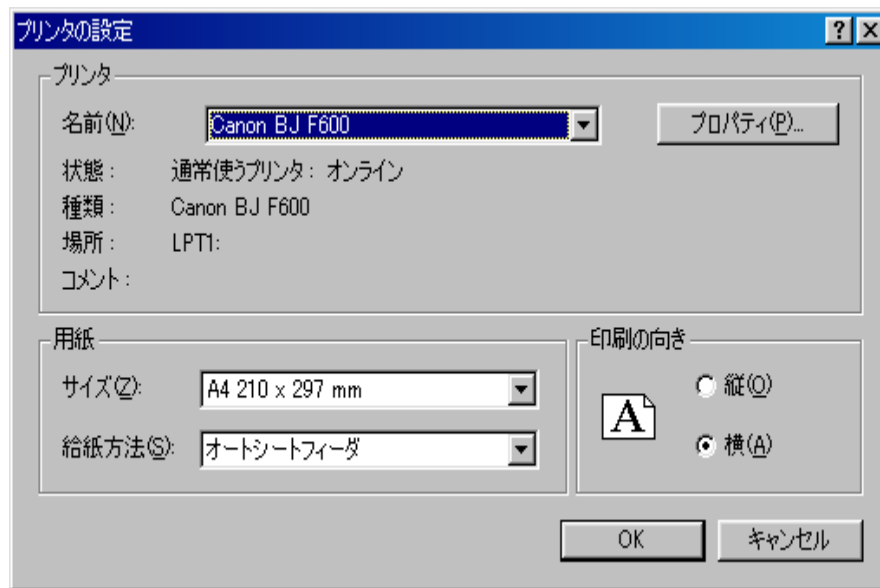 プリンタの設定
プリンタ
名前(N): Canon BJ F600 プロパティ(P)...
状態： 通常使うプリンタ： オンライン
種類： Canon BJ F600
場所： LPT1:
コメント：
用紙
サイズ(Z): A4 210 x 297 mm
給紙方法(S): オートシートフィーダ
印刷の向き
A
縦(O)
横(A)
OK キャンセル